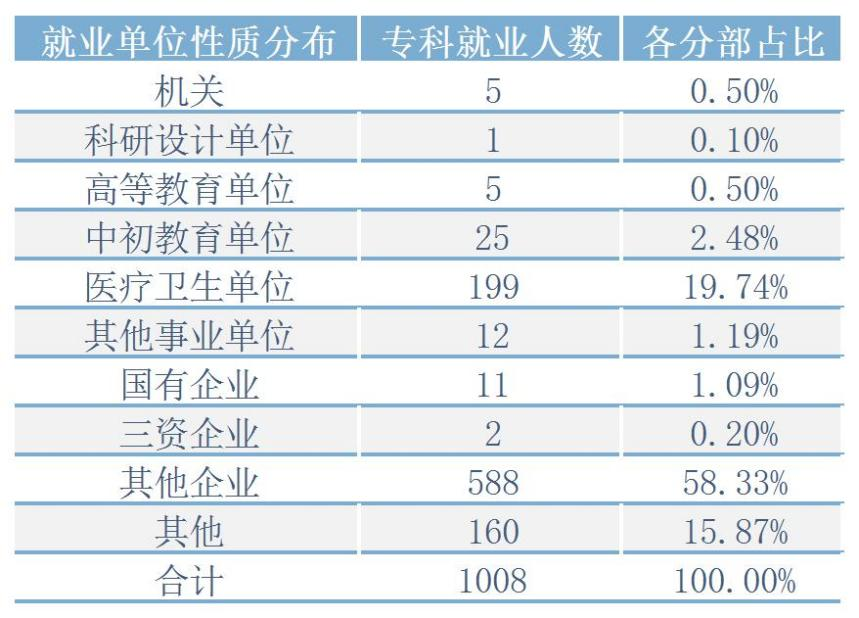 就业单位性质分布 专科就业人数 各分部占比
机关 5 0.50%
科研设计单位 1 0.10%
高等教育单位 5 0.50%
中初教育单位 25 2.48%
医疗卫生单位 199 19.74%
其他事业单位 12 1.19%
国有企业 11 1.09%
三资企业 2 0.20%
其他企业 588 58.33%
其他 160 15.87%
合计 1008 100.00%